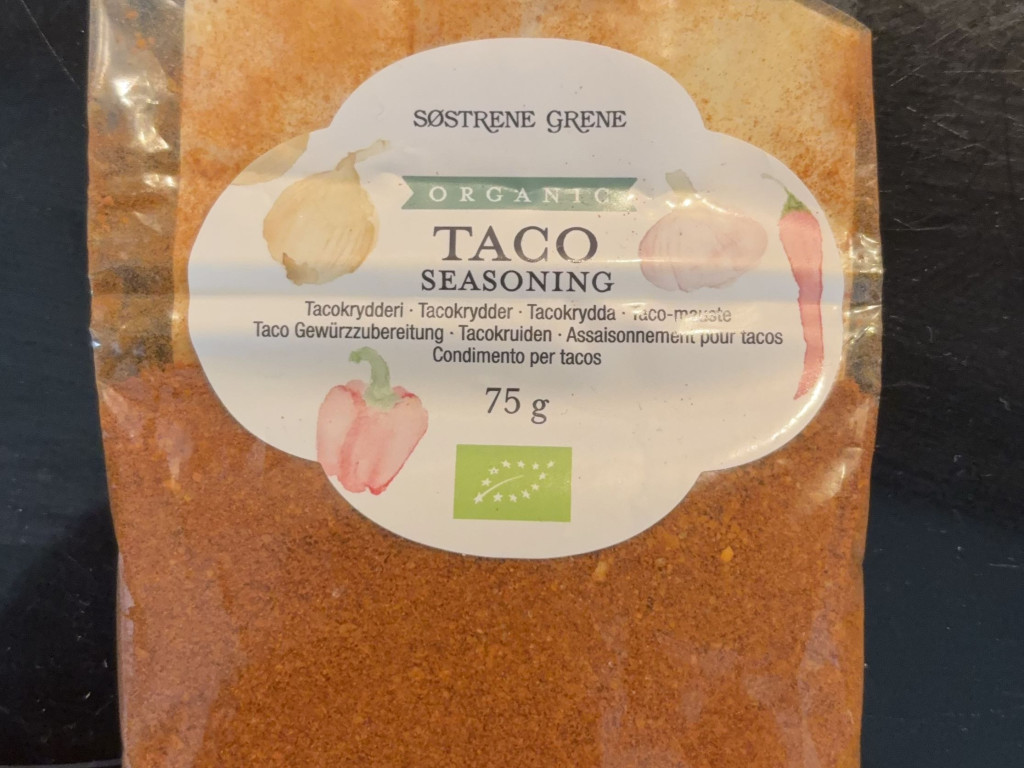 SØSTRENE GRENE
ORGANIC
TACO
SEASONING
Tacokrydderi · Tacokrydder · Tacokrydda · Taco-mauste
Taco Gewürzzubereitung · Tacokruiden · Assaisonnement pour tacos
Condimento per tacos
75 g